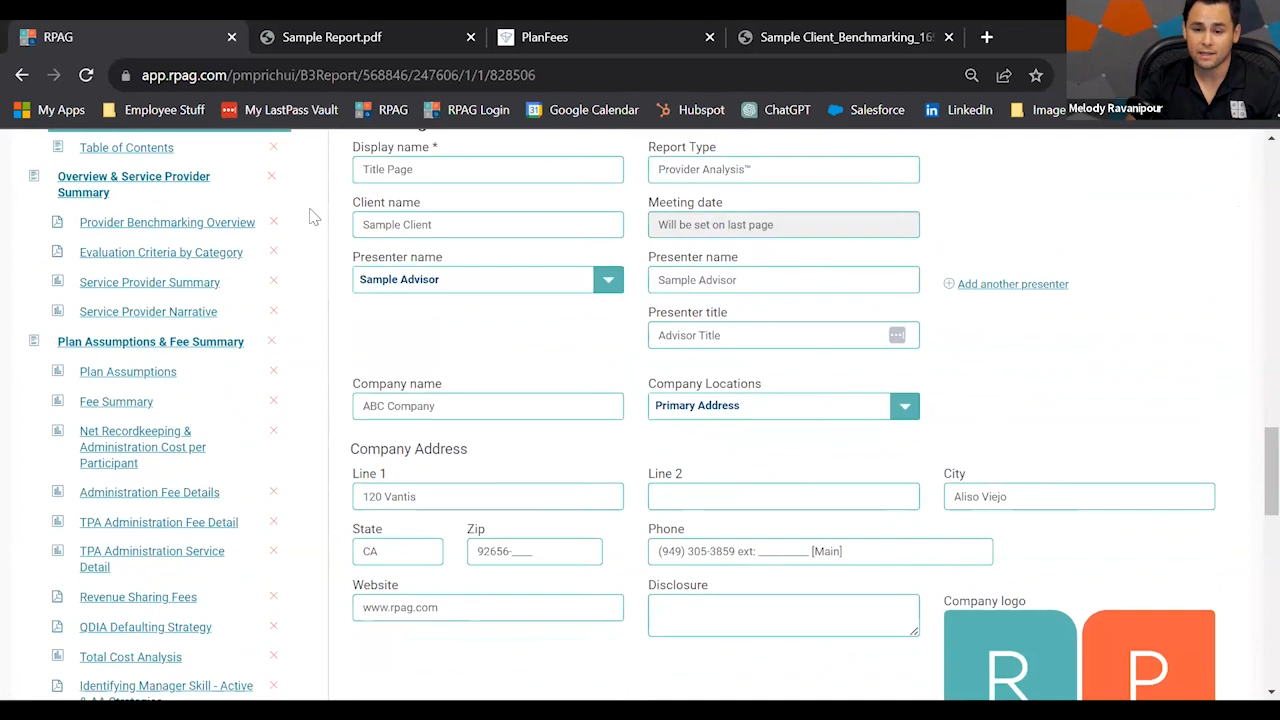 RPAG
Sample Report.pdf
PlanFees
Sample Client_Benchmarking_16
app.rpag.com/pmprichui/B3Report/568846/247606/1/1/828506
My Apps
Employee Stuff
My LastPass Vault
RPAG
RPAG Login
Google Calendar
Hubspot
ChatGPT
Salesforce
LinkedIn
Image
Melody Ravanipour
Table of Contents
Overview & Service Provider
Summary
Provider Benchmarking Overview
Evaluation Criteria by Category
Service Provider Summary
Service Provider Narrative
Plan Assumptions & Fee Summary
Plan Assumptions
Fee Summary
Net Recordkeeping &
Administration Cost per
Participant
Administration Fee Details
TPA Administration Fee Detail
TPA Administration Service
Detail
Revenue Sharing Fees
QDIA Defaulting Strategy
Total Cost Analysis
Identifying Manager Skill - Active
Display name *
Report Type
Title Page
Provider Analysis™
Client name
Meeting date
Sample Client
Will be set on last page
Presenter name
Presenter name
Sample Advisor
Sample Advisor
Add another presenter
Presenter title
Advisor Title
Company name
Company Locations
ABC Company
Primary Address
Company Address
Line 1
Line 2
City
120 Vantis
Aliso Viejo
State
Zip
Phone
CA
92656-____
(949) 305-3859 ext: _________ [Main]
Website
Disclosure
www.rpag.com
Company logo
R P